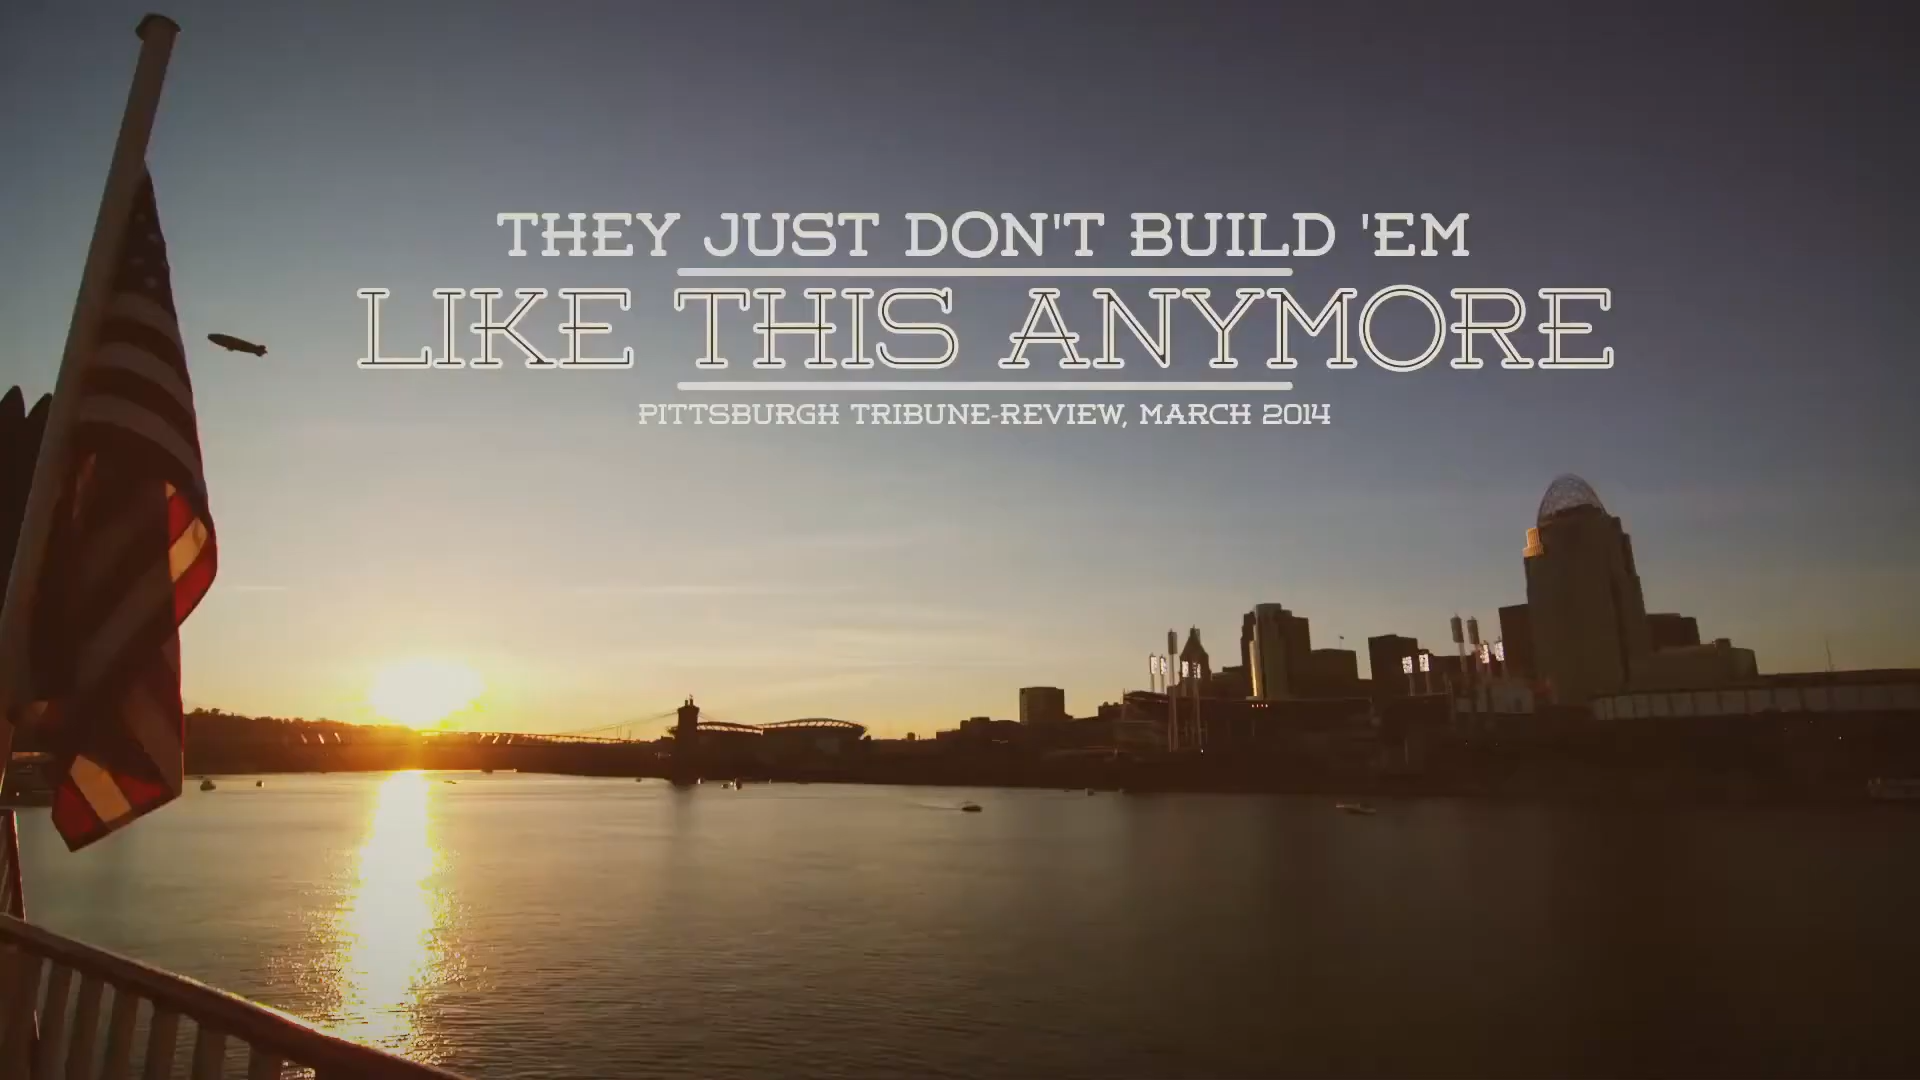 THEY JUST DON'T BUILD 'EM
LIKE THIS ANYMORE
PITTSBURGH TRIBUNE-REVIEW, MARCH 2014